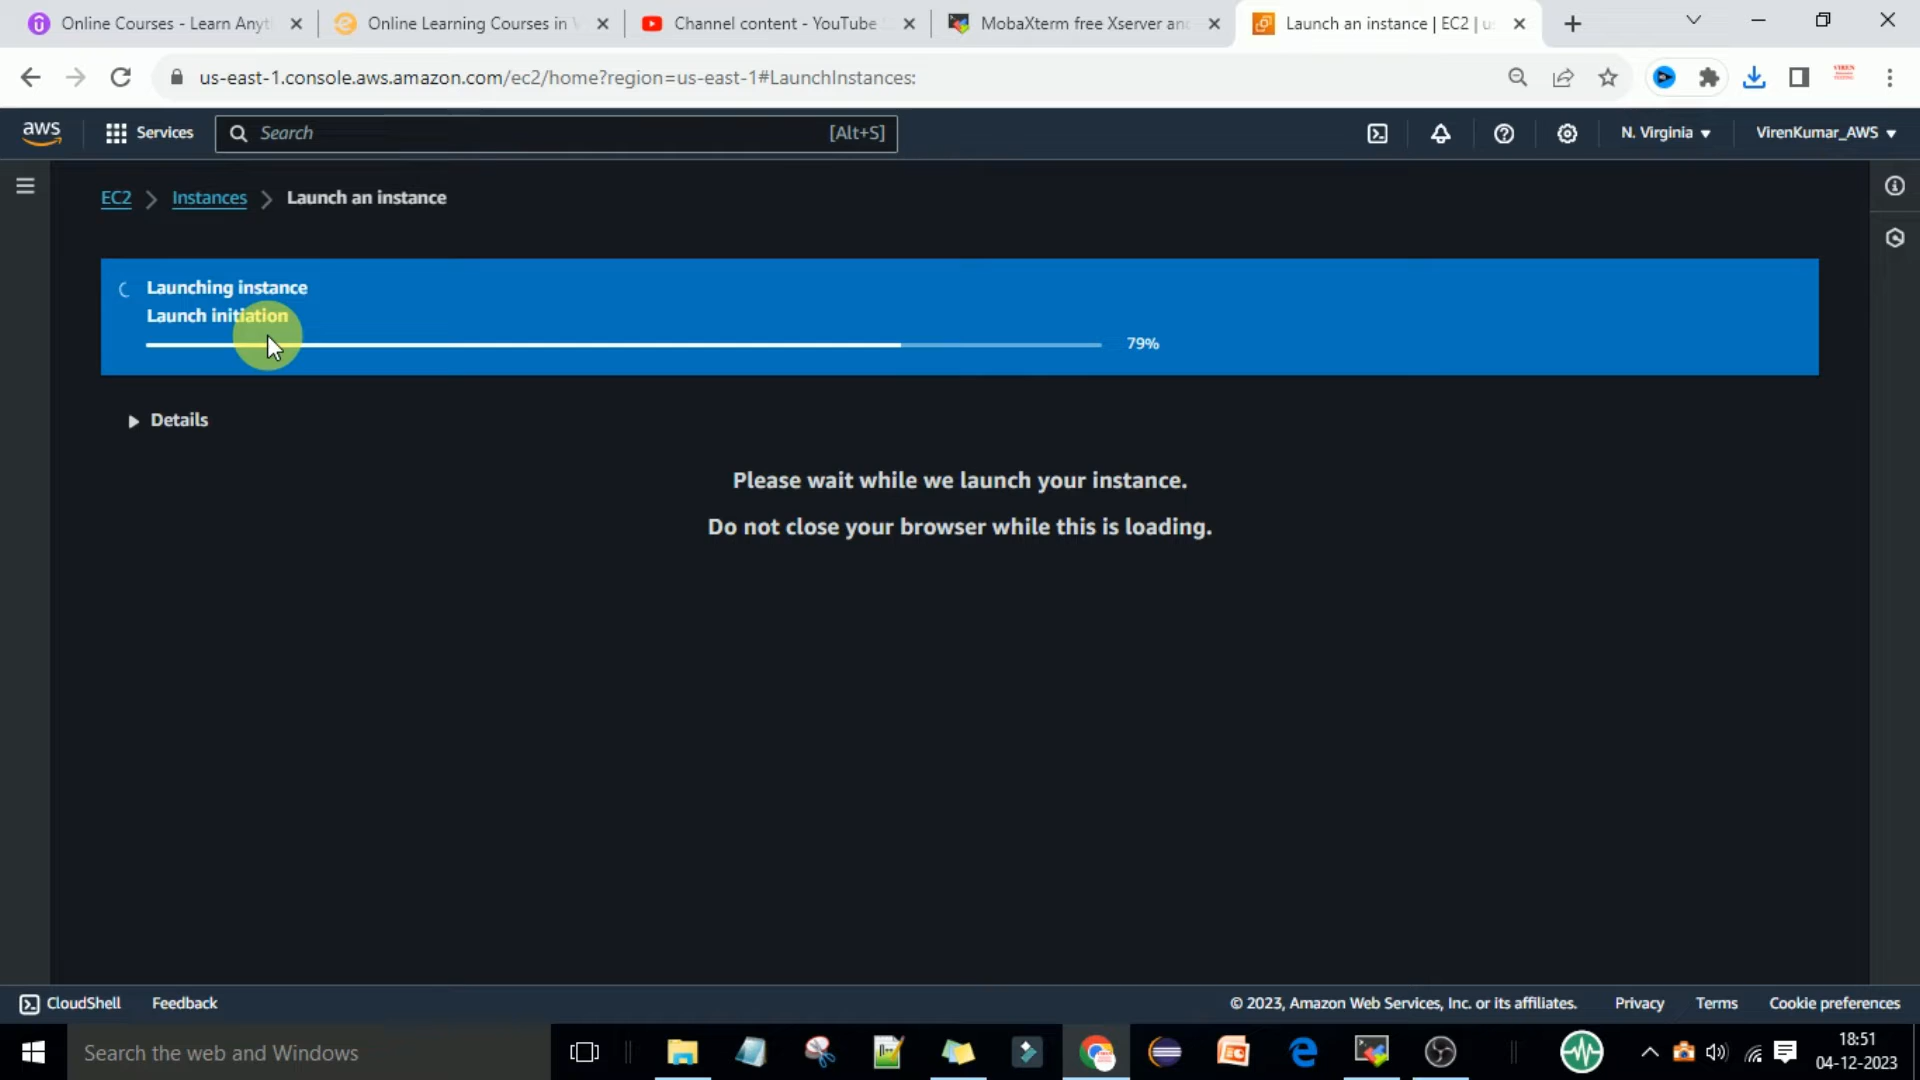 Online Courses - Learn Anyt
Online Learning Courses in V
Channel content - YouTube S
MobaXterm free Xserver and
Launch an instance | EC2 | us
us-east-1.console.aws.amazon.com/ec2/home?region=us-east-1#LaunchInstances:
aws
Services
Search
[Alt+S]
N. Virginia
VirenKumar_AWS
EC2
Instances
Launch an instance
Launching instance
Launch initiation
79%
Details
Please wait while we launch your instance.
Do not close your browser while this is loading.
CloudShell
Feedback
© 2023, Amazon Web Services, Inc. or its affiliates.
Privacy
Terms
Cookie preferences
Search the web and Windows
18:51
04-12-2023